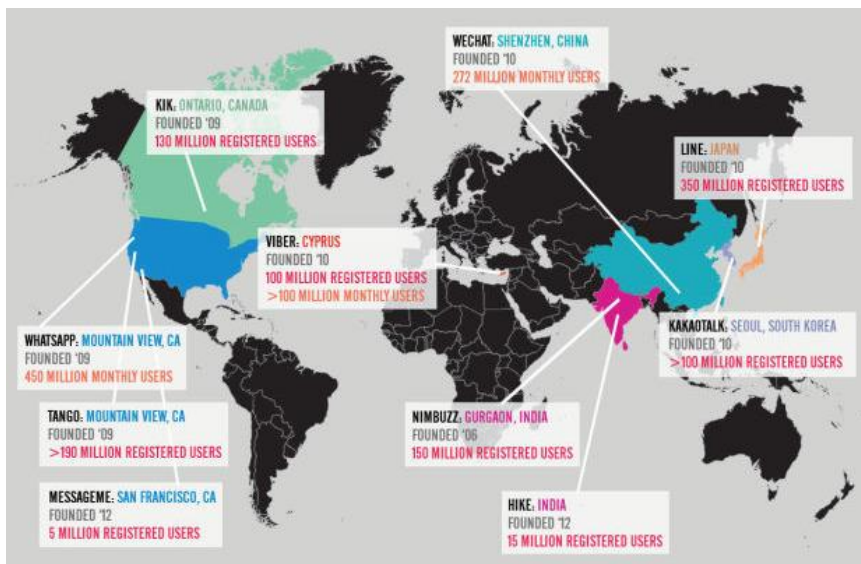 WECHAT: SHENZHEN, CHINA
FOUNDED '10
272 MILLION MONTHLY USERS
KIK: ONTARIO, CANADA
FOUNDED '09
130 MILLION REGISTERED USERS
LINE: JAPAN
FOUNDED '10
350 MILLION REGISTERED USERS
VIBER: CYPRUS
FOUNDED '10
100 MILLION REGISTERED USERS
>100 MILLION MONTHLY USERS
WHATSAPP: MOUNTAIN VIEW, CA
FOUNDED '09
450 MILLION MONTHLY USERS
KAKAOTALK: SEOUL, SOUTH KOREA
FOUNDED '10
>100 MILLION REGISTERED USERS
TANGO: MOUNTAIN VIEW, CA
FOUNDED '09
>190 MILLION REGISTERED USERS
NIMBUZZ: GURGAON, INDIA
FOUNDED '06
150 MILLION REGISTERED USERS
MESSAGEME: SAN FRANCISCO, CA
FOUNDED '12
5 MILLION REGISTERED USERS
HIKE: INDIA
FOUNDED '12
15 MILLION REGISTERED USERS